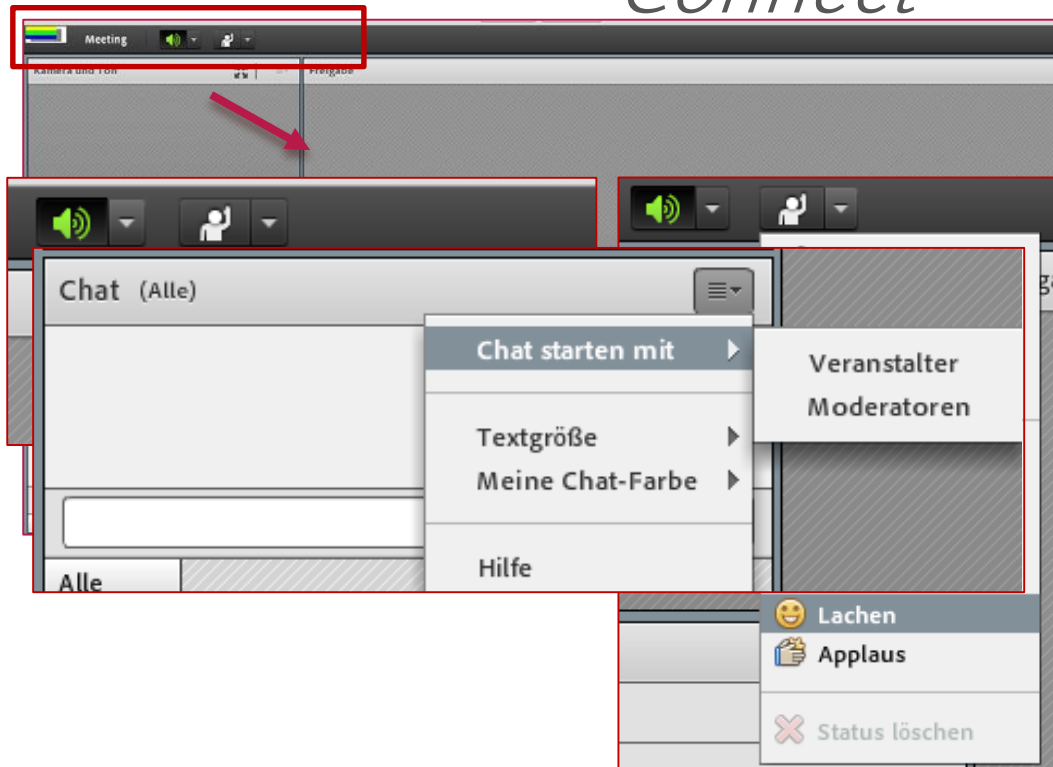 Connect
Meeting
Kamera und Ton
Freigabe
Chat (Alle)
Chat starten mit
Veranstalter
Moderatoren
Textgröße
Meine Chat-Farbe
Hilfe
Alle
Lachen
Applaus
Status löschen